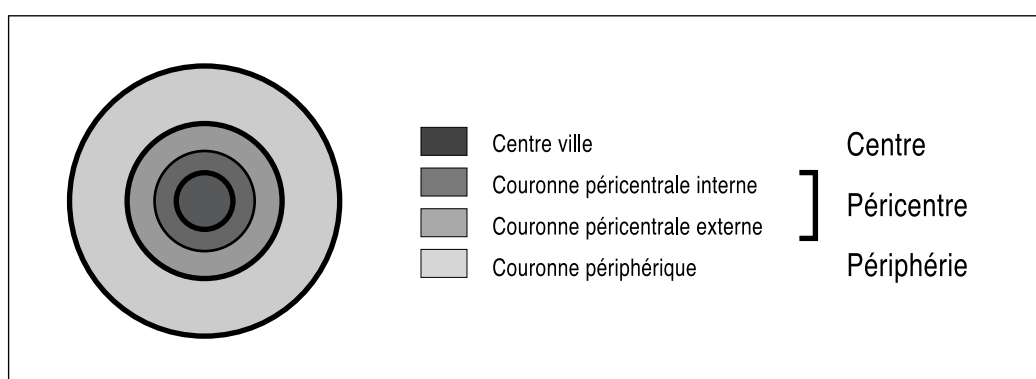 Centre ville
Couronne péricentrale interne
Couronne péricentrale externe
Couronne périphérique
Centre
Péricentre
Périphérie